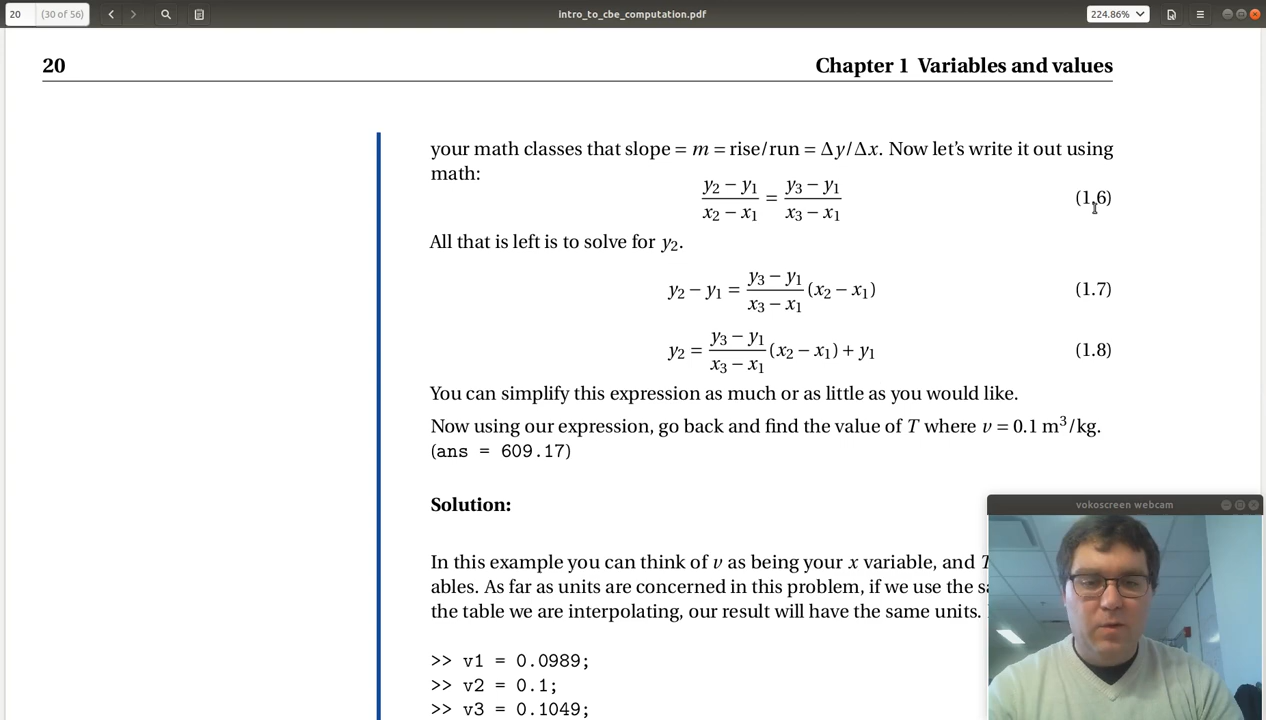 20 (30 of 56) intro_to_cbe_computation.pdf 224.86%
20 Chapter 1 Variables and values
your math classes that slope = m = rise/run = Δy/Δx. Now let's write it out using
math:
(y₂ − y₁)/(x₂ − x₁) = (y₃ − y₁)/(x₃ − x₁) (1.6)
All that is left is to solve for y₂.
y₂ − y₁ = (y₃ − y₁)/(x₃ − x₁) (x₂ − x₁) (1.7)
y₂ = (y₃ − y₁)/(x₃ − x₁) (x₂ − x₁) + y₁ (1.8)
You can simplify this expression as much or as little as you would like.
Now using our expression, go back and find the value of T where ν = 0.1 m³/kg.
(ans = 609.17)
Solution:
vokoscreen webcam
In this example you can think of ν as being your x variable, and T
ables. As far as units are concerned in this problem, if we use the sa
the table we are interpolating, our result will have the same units.
>> v1 = 0.0989;
>> v2 = 0.1;
>> v3 = 0.1049;